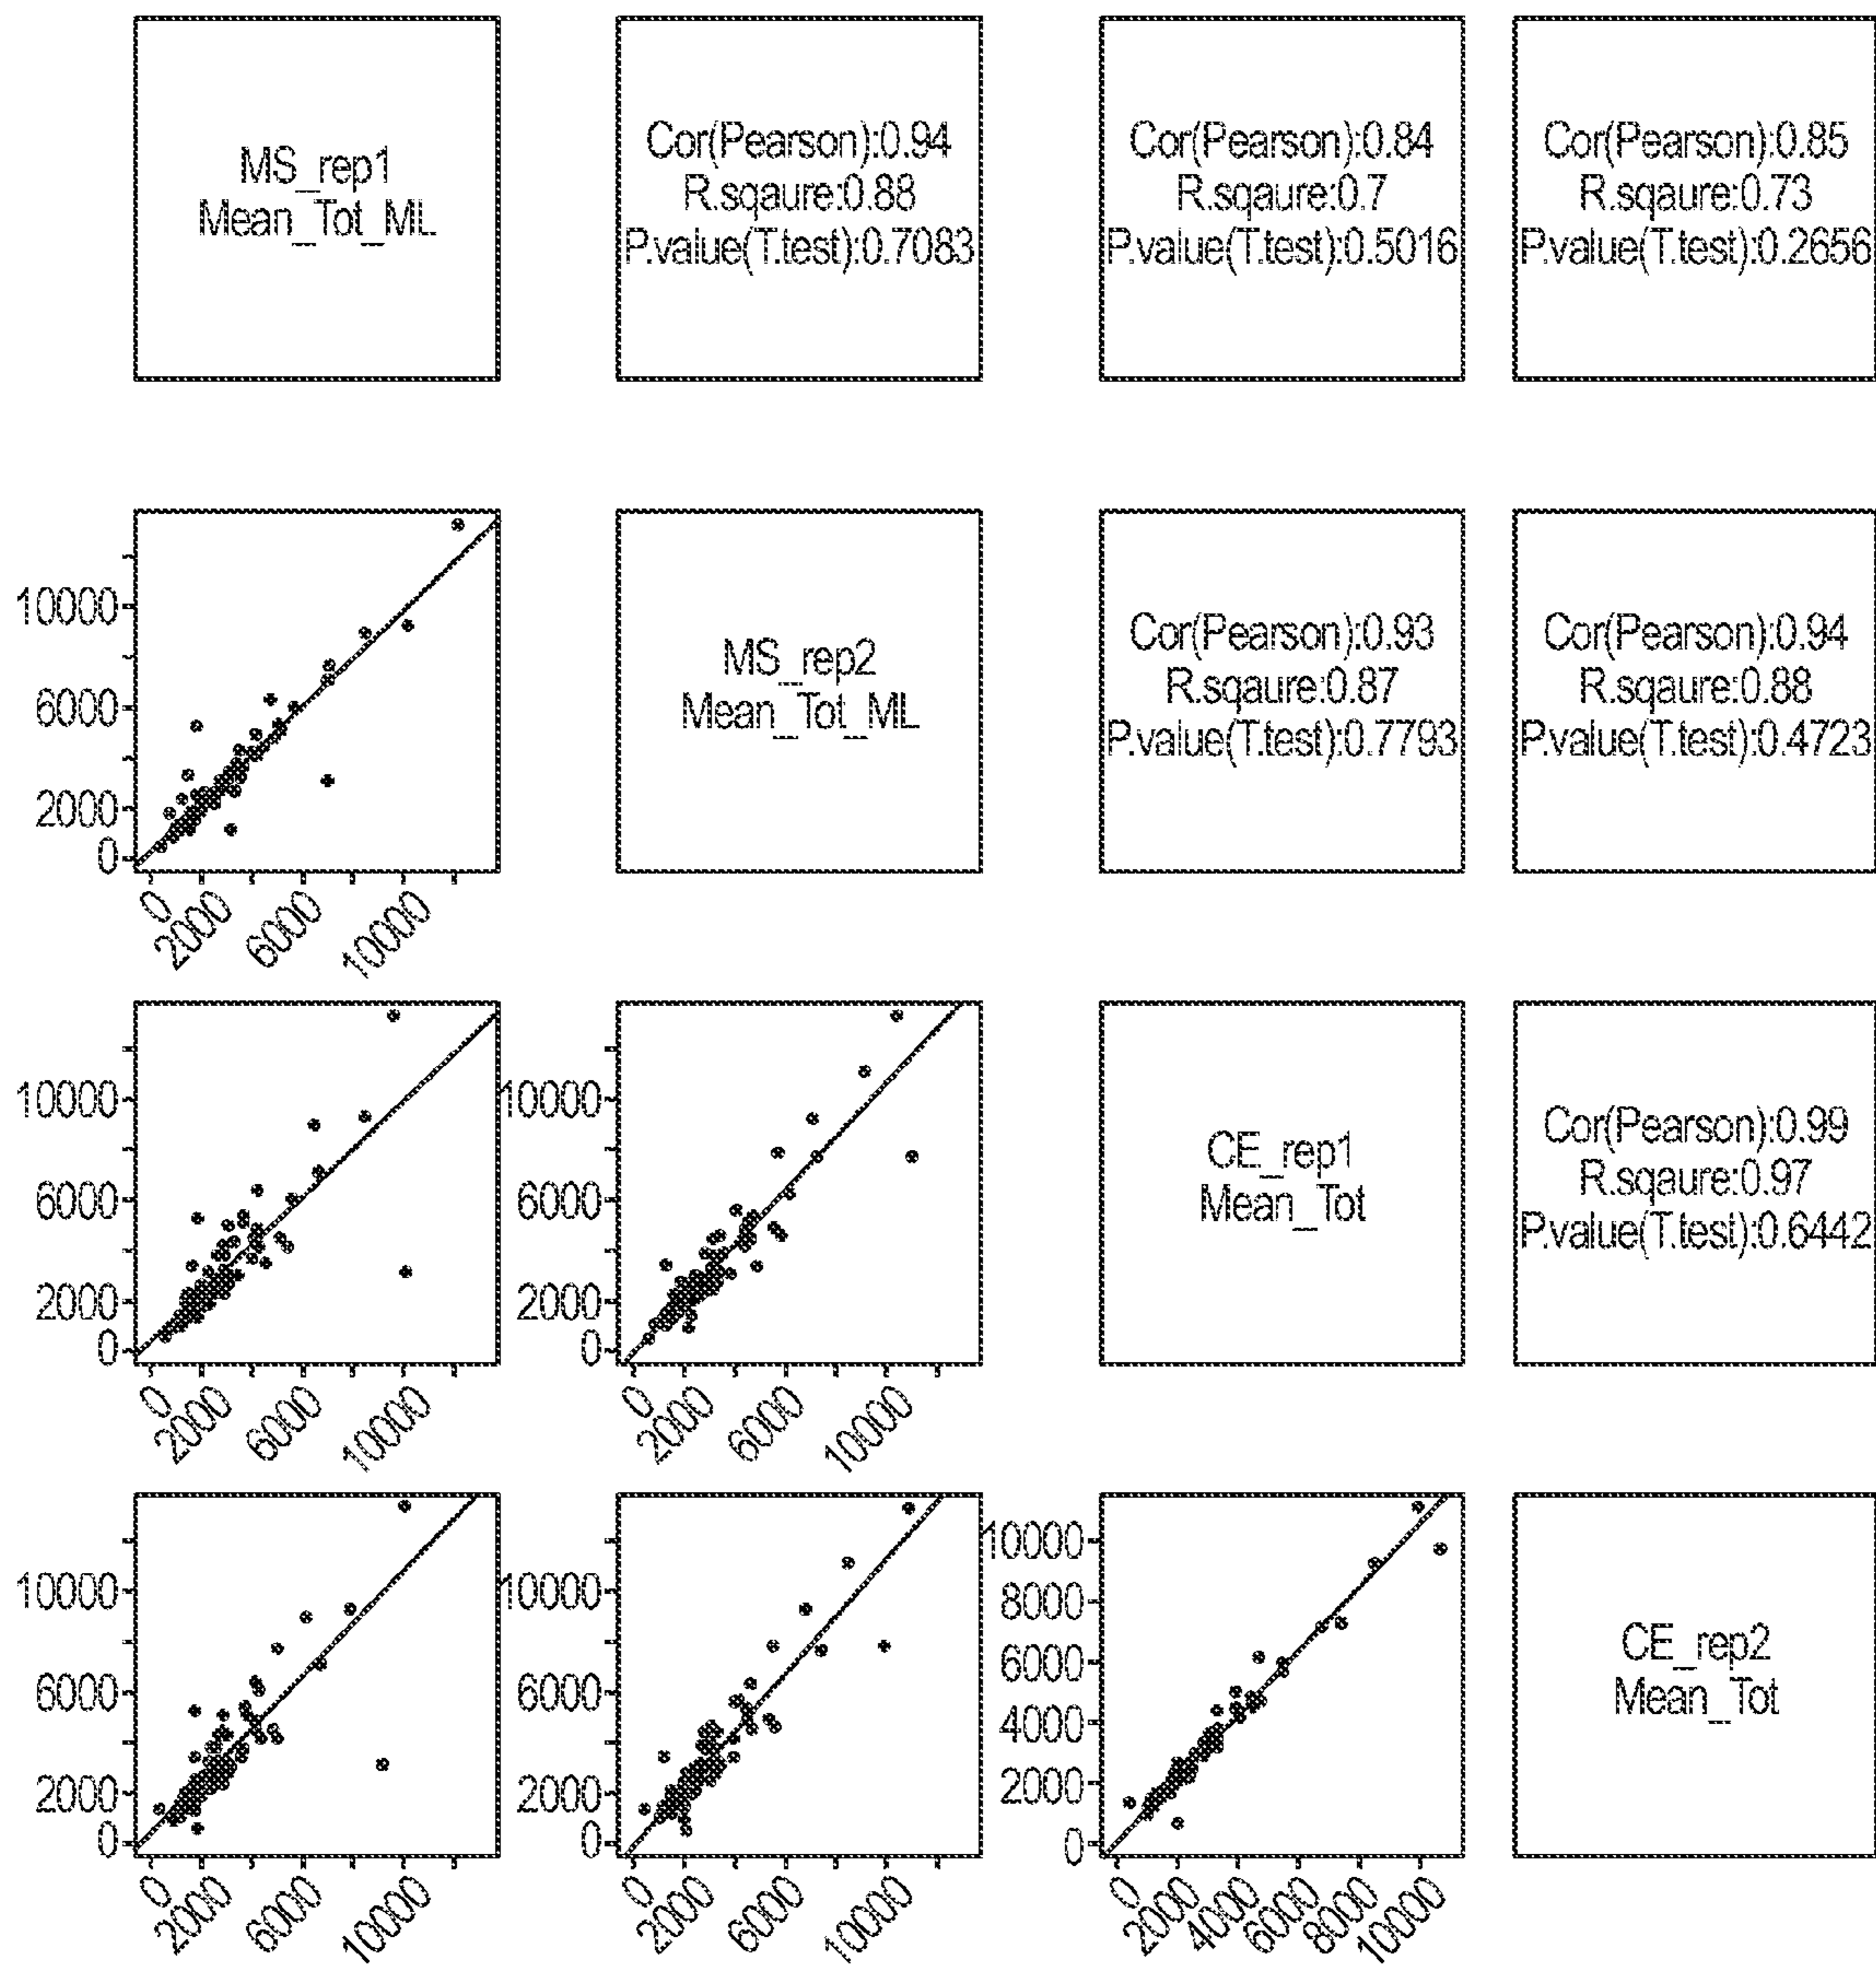 MS_rep1
Mean_Tot_ML
Cor(Pearson):0.94
R.sqaure:0.88
P.value(T.test):0.7083
Cor(Pearson):0.84
R.sqaure:0.7
P.value(T.test):0.5016
Cor(Pearson):0.85
R.sqaure:0.73
P.value(T.test):0.2656
10000
6000
2000
0
0
2000
6000
10000
MS_rep2
Mean_Tot_ML
Cor(Pearson):0.93
R.sqaure:0.87
P.value(T.test):0.7793
Cor(Pearson):0.94
R.sqaure:0.88
P.value(T.test):0.4723
10000
6000
2000
0
0
2000
6000
10000
10000
6000
2000
0
0
2000
6000
10000
CE_rep1
Mean_Tot
Cor(Pearson):0.99
R.sqaure:0.97
P.value(T.test):0.6442
10000
6000
2000
0
0
2000
6000
10000
10000
6000
2000
0
0
2000
6000
10000
10000
8000
6000
4000
2000
0
0
2000
4000
6000
8000
10000
CE_rep2
Mean_Tot